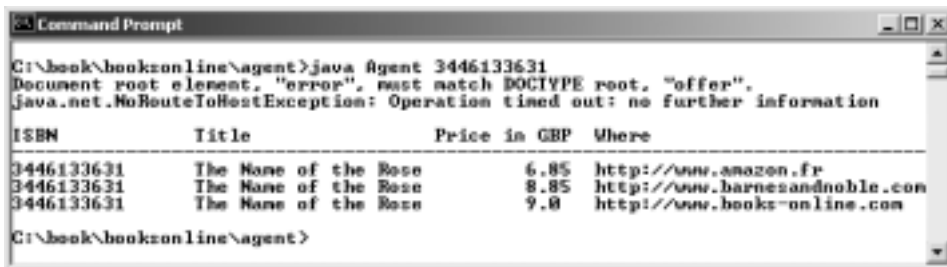 Command Prompt
C:\book\booksonline\agent>java Agent 3446133631
Document root element, "error", must match DOCTYPE root, "offer".
java.net.NoRouteToHostException: Operation timed out: no further information
ISBN Title Price in GBP Where
3446133631 The Name of the Rose 6.85 http://www.amazon.fr
3446133631 The Name of the Rose 8.85 http://www.barnesandnoble.com
3446133631 The Name of the Rose 9.0 http://www.books-online.com
C:\book\booksonline\agent>